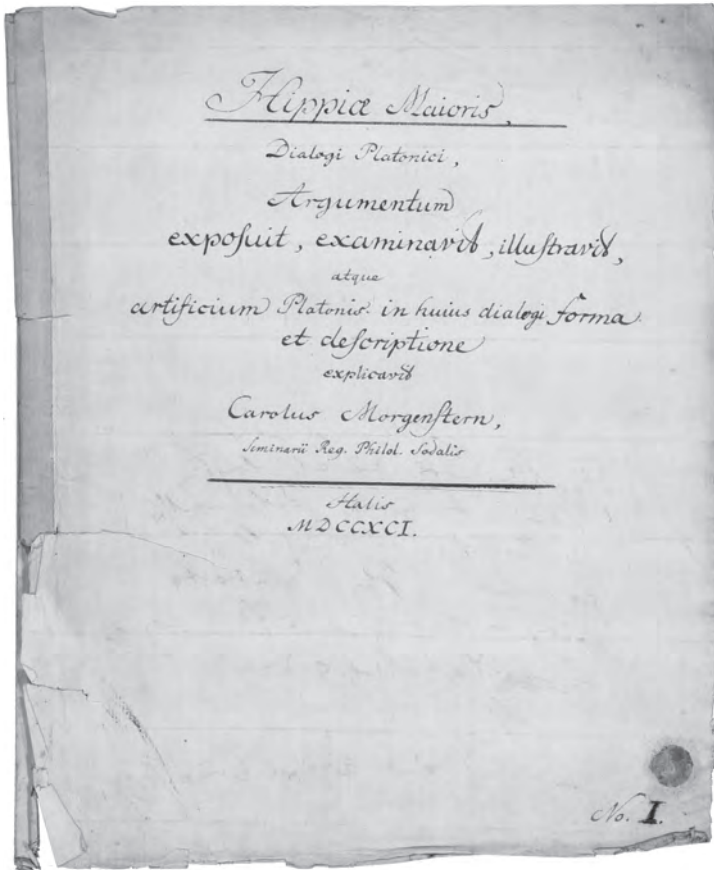 Hippiæ Maioris,
Dialogi Platonici,
Argumentum
exposuit, examinavit, illustravit,
atque
artificium Platonis in huius dialogi forma
et descriptione
explicavit
Carolus Morgenstern,
Seminarii Reg. Philol. Sodalis
Halis
MDCCXCI.
No. I.